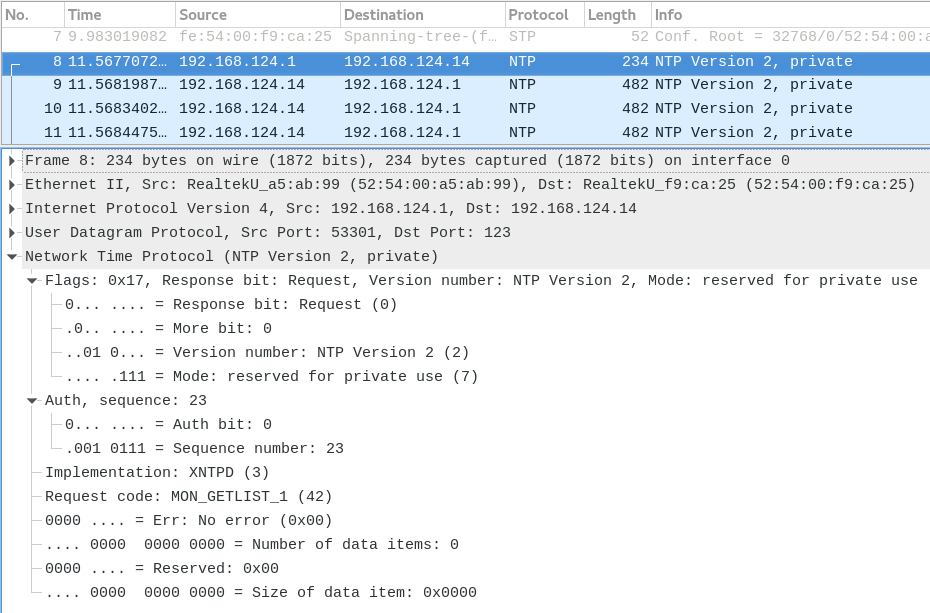 No. Time Source Destination Protocol Length Info
7 9.983019082 fe:54:00:f9:ca:25 Spanning-tree-(f… STP 52 Conf. Root = 32768/0/52:54:00:a
8 11.5677072… 192.168.124.1 192.168.124.14 NTP 234 NTP Version 2, private
9 11.5681987… 192.168.124.14 192.168.124.1 NTP 482 NTP Version 2, private
10 11.5683402… 192.168.124.14 192.168.124.1 NTP 482 NTP Version 2, private
11 11.5684475… 192.168.124.14 192.168.124.1 NTP 482 NTP Version 2, private
Frame 8: 234 bytes on wire (1872 bits), 234 bytes captured (1872 bits) on interface 0
Ethernet II, Src: RealtekU_a5:ab:99 (52:54:00:a5:ab:99), Dst: RealtekU_f9:ca:25 (52:54:00:f9:ca:25)
Internet Protocol Version 4, Src: 192.168.124.1, Dst: 192.168.124.14
User Datagram Protocol, Src Port: 53301, Dst Port: 123
Network Time Protocol (NTP Version 2, private)
Flags: 0x17, Response bit: Request, Version number: NTP Version 2, Mode: reserved for private use
0... .... = Response bit: Request (0)
.0.. .... = More bit: 0
..01 0... = Version number: NTP Version 2 (2)
.... .111 = Mode: reserved for private use (7)
Auth, sequence: 23
0... .... = Auth bit: 0
.001 0111 = Sequence number: 23
Implementation: XNTPD (3)
Request code: MON_GETLIST_1 (42)
0000 .... = Err: No error (0x00)
.... 0000  0000 0000 = Number of data items: 0
0000 .... = Reserved: 0x00
.... 0000  0000 0000 = Size of data item: 0x0000